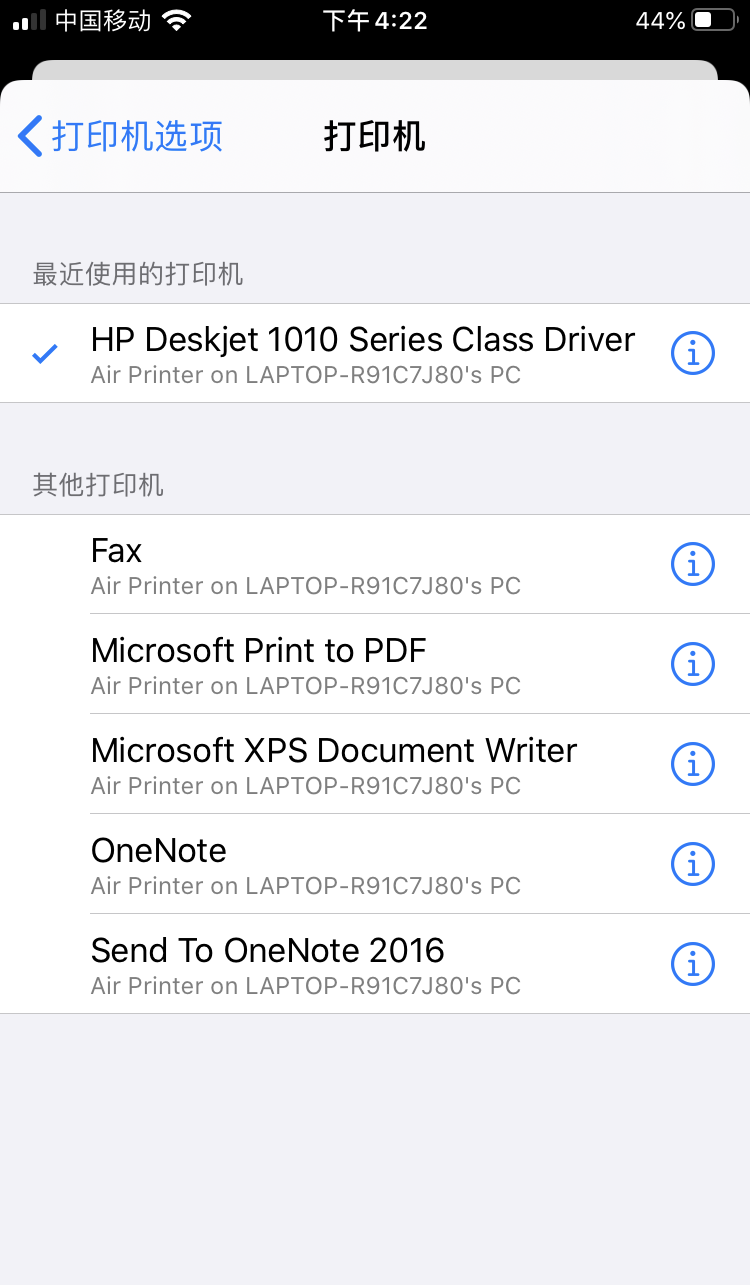 中国移动
下午4:22
44%
打印机选项
打印机
最近使用的打印机
HP Deskjet 1010 Series Class Driver
Air Printer on LAPTOP-R91C7J80's PC
其他打印机
Fax
Air Printer on LAPTOP-R91C7J80's PC
Microsoft Print to PDF
Air Printer on LAPTOP-R91C7J80's PC
Microsoft XPS Document Writer
Air Printer on LAPTOP-R91C7J80's PC
OneNote
Air Printer on LAPTOP-R91C7J80's PC
Send To OneNote 2016
Air Printer on LAPTOP-R91C7J80's PC